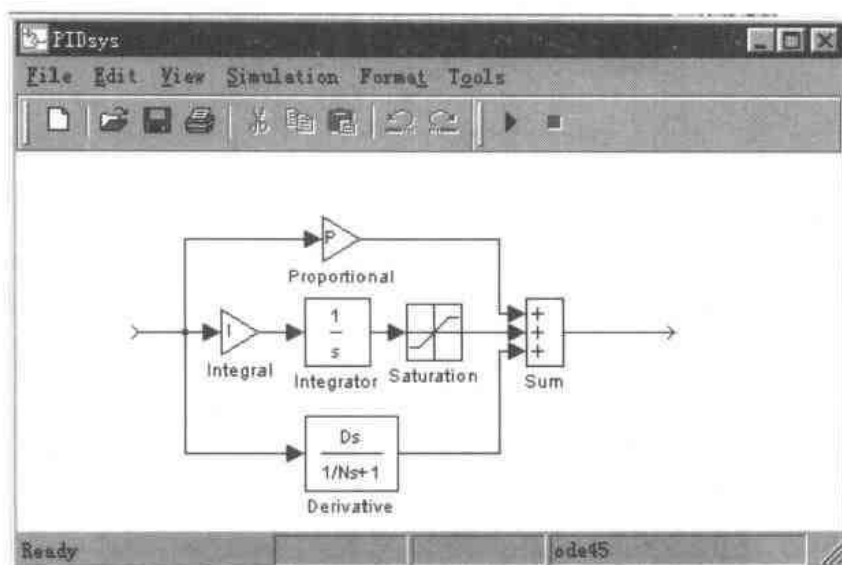 PIDsys
File Edit View Simulation Format Tools
P
Proportional
I
Integral
1
s
Integrator
Saturation
+
+
+
Sum
Ds
1/Ns+1
Derivative
Ready
ode45